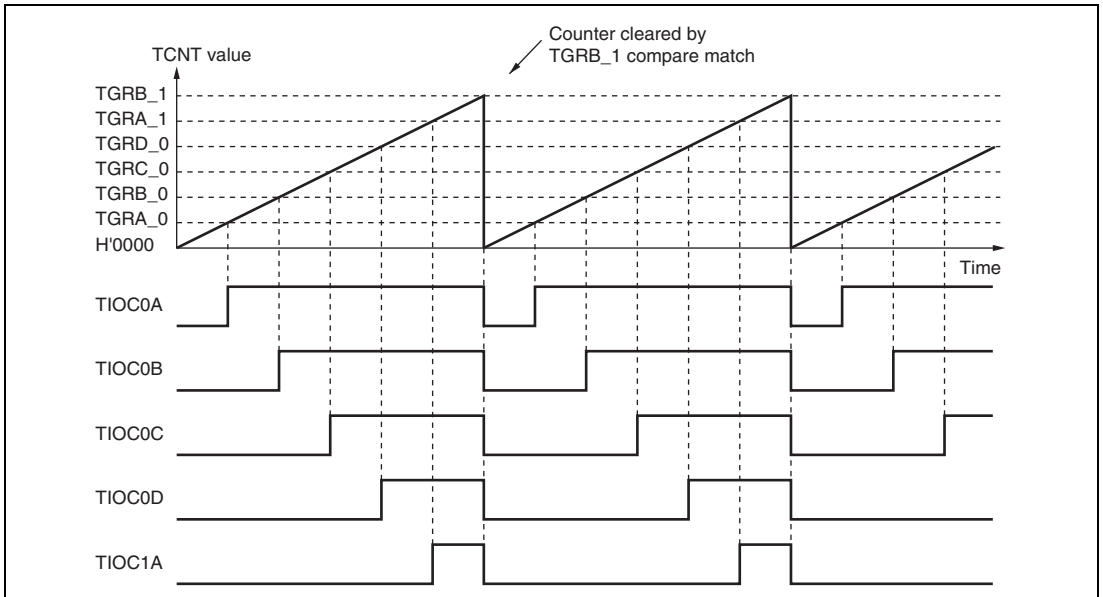 Counter cleared by
TGRB_1 compare match
TCNT value
TGRB_1
TGRA_1
TGRD_0
TGRC_0
TGRB_0
TGRA_0
H'0000
Time
TIOC0A
TIOC0B
TIOC0C
TIOC0D
TIOC1A